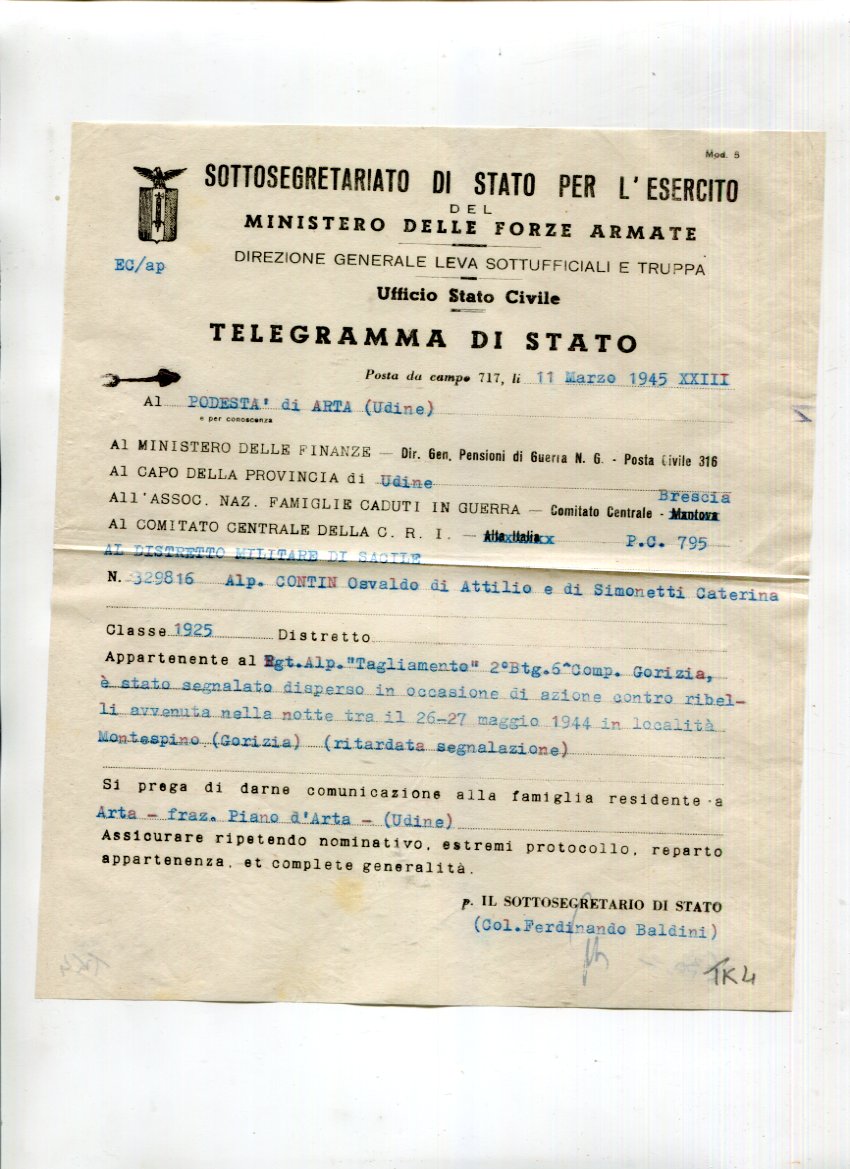 Mod. 5
SOTTOSEGRETARIATO DI STATO PER L'ESERCITO
DEL
MINISTERO DELLE FORZE ARMATE
EC/ap
DIREZIONE GENERALE LEVA SOTTUFFICIALI E TRUPPA
Ufficio Stato Civile
TELEGRAMMA DI STATO
Posta da campo 717, li 11 Marzo 1945 XXIII
Al PODESTA' di ARTA (Udine)
e per conoscenza
Al MINISTERO DELLE FINANZE — Dir. Gen. Pensioni di Guerra N. G. - Posta Civile 316
Al CAPO DELLA PROVINCIA di Udine
Brescia
All'ASSOC. NAZ. FAMIGLIE CADUTI IN GUERRA — Comitato Centrale - Mantova
Al COMITATO CENTRALE DELLA C. R. I. — Alta Italia P.C. 795
AL DISTRETTO MILITARE DI SACILE
N. 329816 Alp. CONTIN Osvaldo di Attilio e di Simonetti Caterina
Classe 1925 Distretto
Appartenente al Rgt.Alp."Tagliamento" 2°Btg.6^Comp. Gorizia,
è stato segnalato disperso in occasione di azione contro ribel-
li avvenuta nella notte tra il 26-27 maggio 1944 in località
Montespino (Gorizia) (ritardata segnalazione)
Si prega di darne comunicazione alla famiglia residente a
Arta - fraz. Piano d'Arta - (Udine)
Assicurare ripetendo nominativo, estremi protocollo, reparto
appartenenza, et complete generalità.
p. IL SOTTOSEGRETARIO DI STATO
(Col.Ferdinando Baldini)
TK4